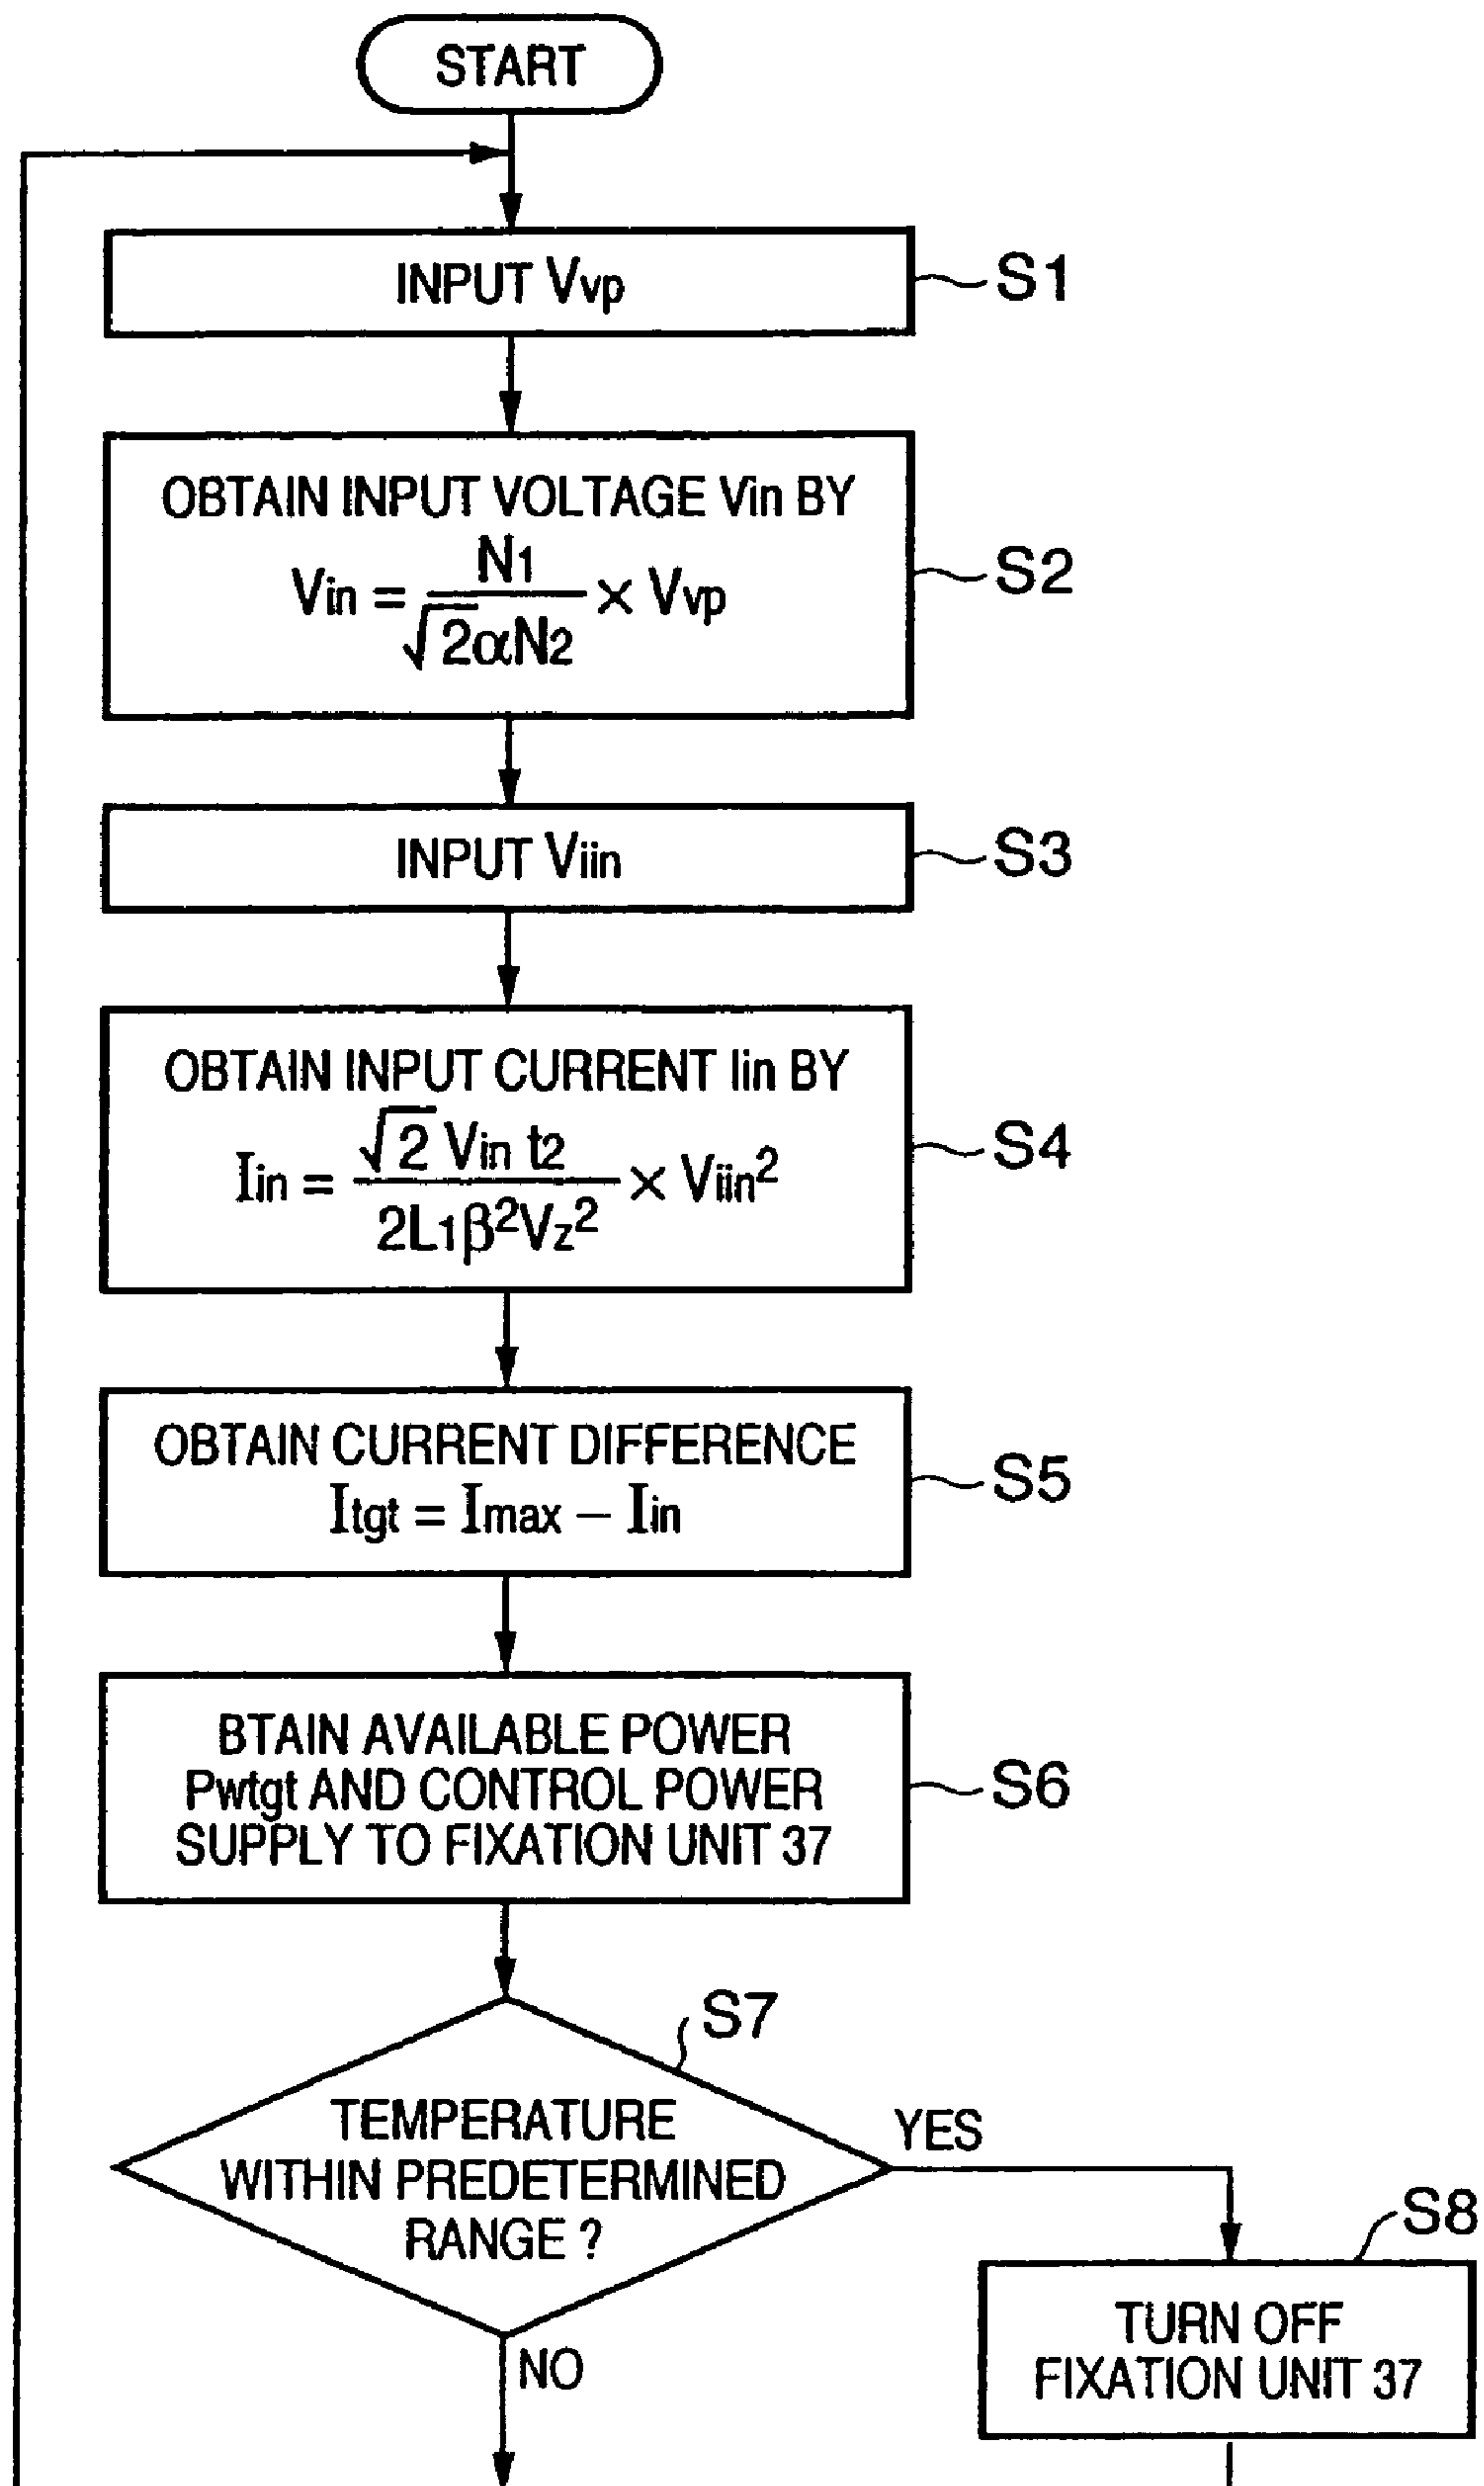 START
INPUT Vvp
S1
OBTAIN INPUT VOLTAGE Vin BY
Vin = N1 / √2αN2 × Vvp
S2
INPUT Viin
S3
OBTAIN INPUT CURRENT Iin BY
Iin = √2 Vin t2 / 2L1β²Vz² × Viin²
S4
OBTAIN CURRENT DIFFERENCE
Itgt = Imax − Iin
S5
BTAIN AVAILABLE POWER
Pwtgt AND CONTROL POWER
SUPPLY TO FIXATION UNIT 37
S6
S7
TEMPERATURE
WITHIN PREDETERMINED
RANGE ?
YES
NO
S8
TURN OFF
FIXATION UNIT 37